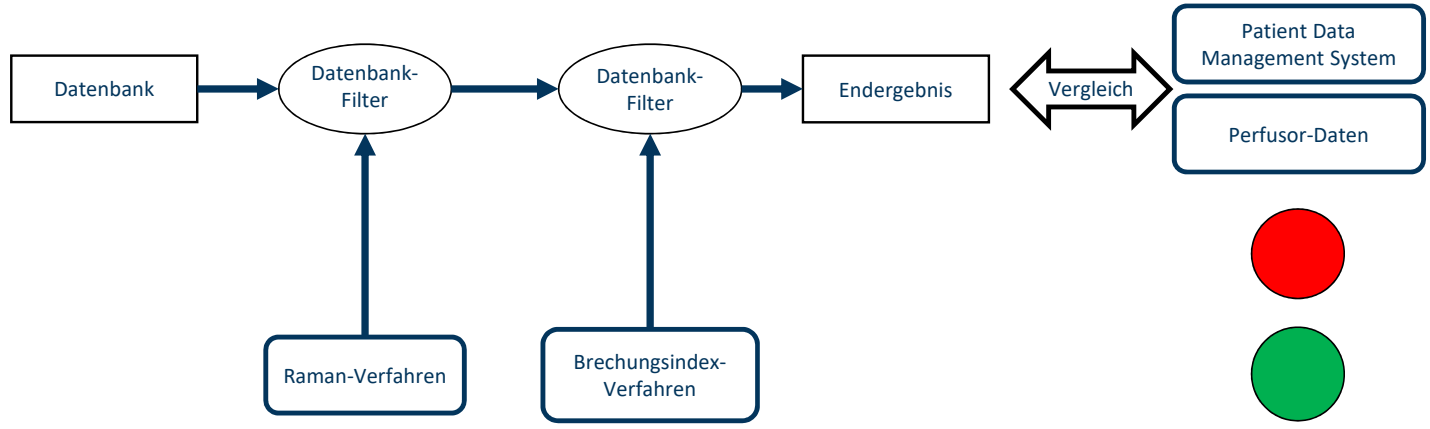 Datenbank
Datenbank-
Filter
Datenbank-
Filter
Endergebnis
Vergleich
Patient Data
Management System
Perfusor-Daten
Raman-Verfahren
Brechungsindex-
Verfahren